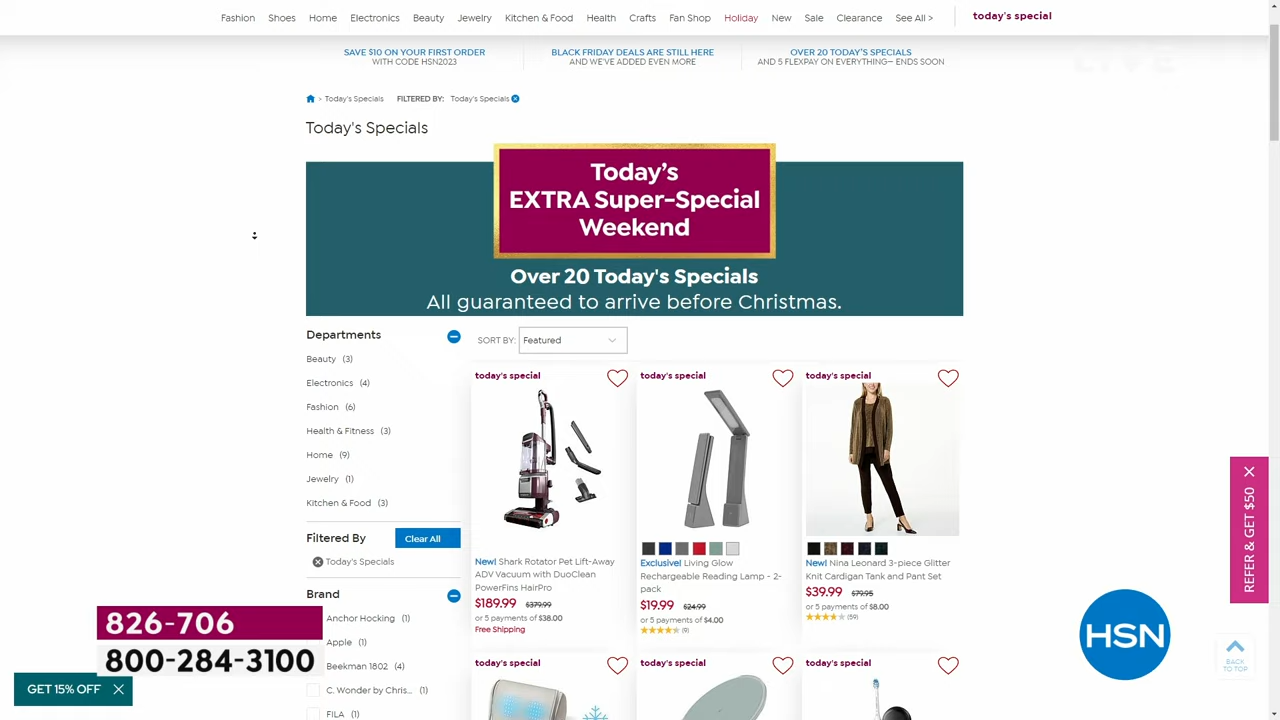 Fashion Shoes Home Electronics Beauty Jewelry Kitchen & Food Health Crafts Fan Shop Holiday New Sale Clearance See All > today's special
SAVE $10 ON YOUR FIRST ORDER
WITH CODE HSN2023
BLACK FRIDAY DEALS ARE STILL HERE
AND WE'VE ADDED EVEN MORE
OVER 20 TODAY'S SPECIALS
AND 5 FLEXPAY ON EVERYTHING— ENDS SOON
> Today's Specials FILTERED BY: Today's Specials
Today's Specials
Today's
EXTRA Super-Special
Weekend
Over 20 Today's Specials
All guaranteed to arrive before Christmas.
Departments
Beauty (3)
Electronics (4)
Fashion (6)
Health & Fitness (3)
Home (9)
Jewelry (1)
Kitchen & Food (3)
Filtered By Clear All
Today's Specials
Brand
Anchor Hocking (1)
Apple (1)
Beekman 1802 (4)
C. Wonder by Chris... (1)
FILA (1)
SORT BY: Featured
today's special
New! Shark Rotator Pet Lift-Away
ADV Vacuum with DuoClean
PowerFins HairPro
$189.99 $379.99
or 5 payments of $38.00
Free Shipping
today's special
Exclusive! Living Glow
Rechargeable Reading Lamp - 2-
pack
$19.99 $24.99
or 5 payments of $4.00
(9)
today's special
New! Nina Leonard 3-piece Glitter
Knit Cardigan Tank and Pant Set
$39.99 $79.95
or 5 payments of $8.00
(59)
today's special
today's special
today's special
826-706
800-284-3100
GET 15% OFF
REFER & GET $50
HSN
BACK
TO TOP